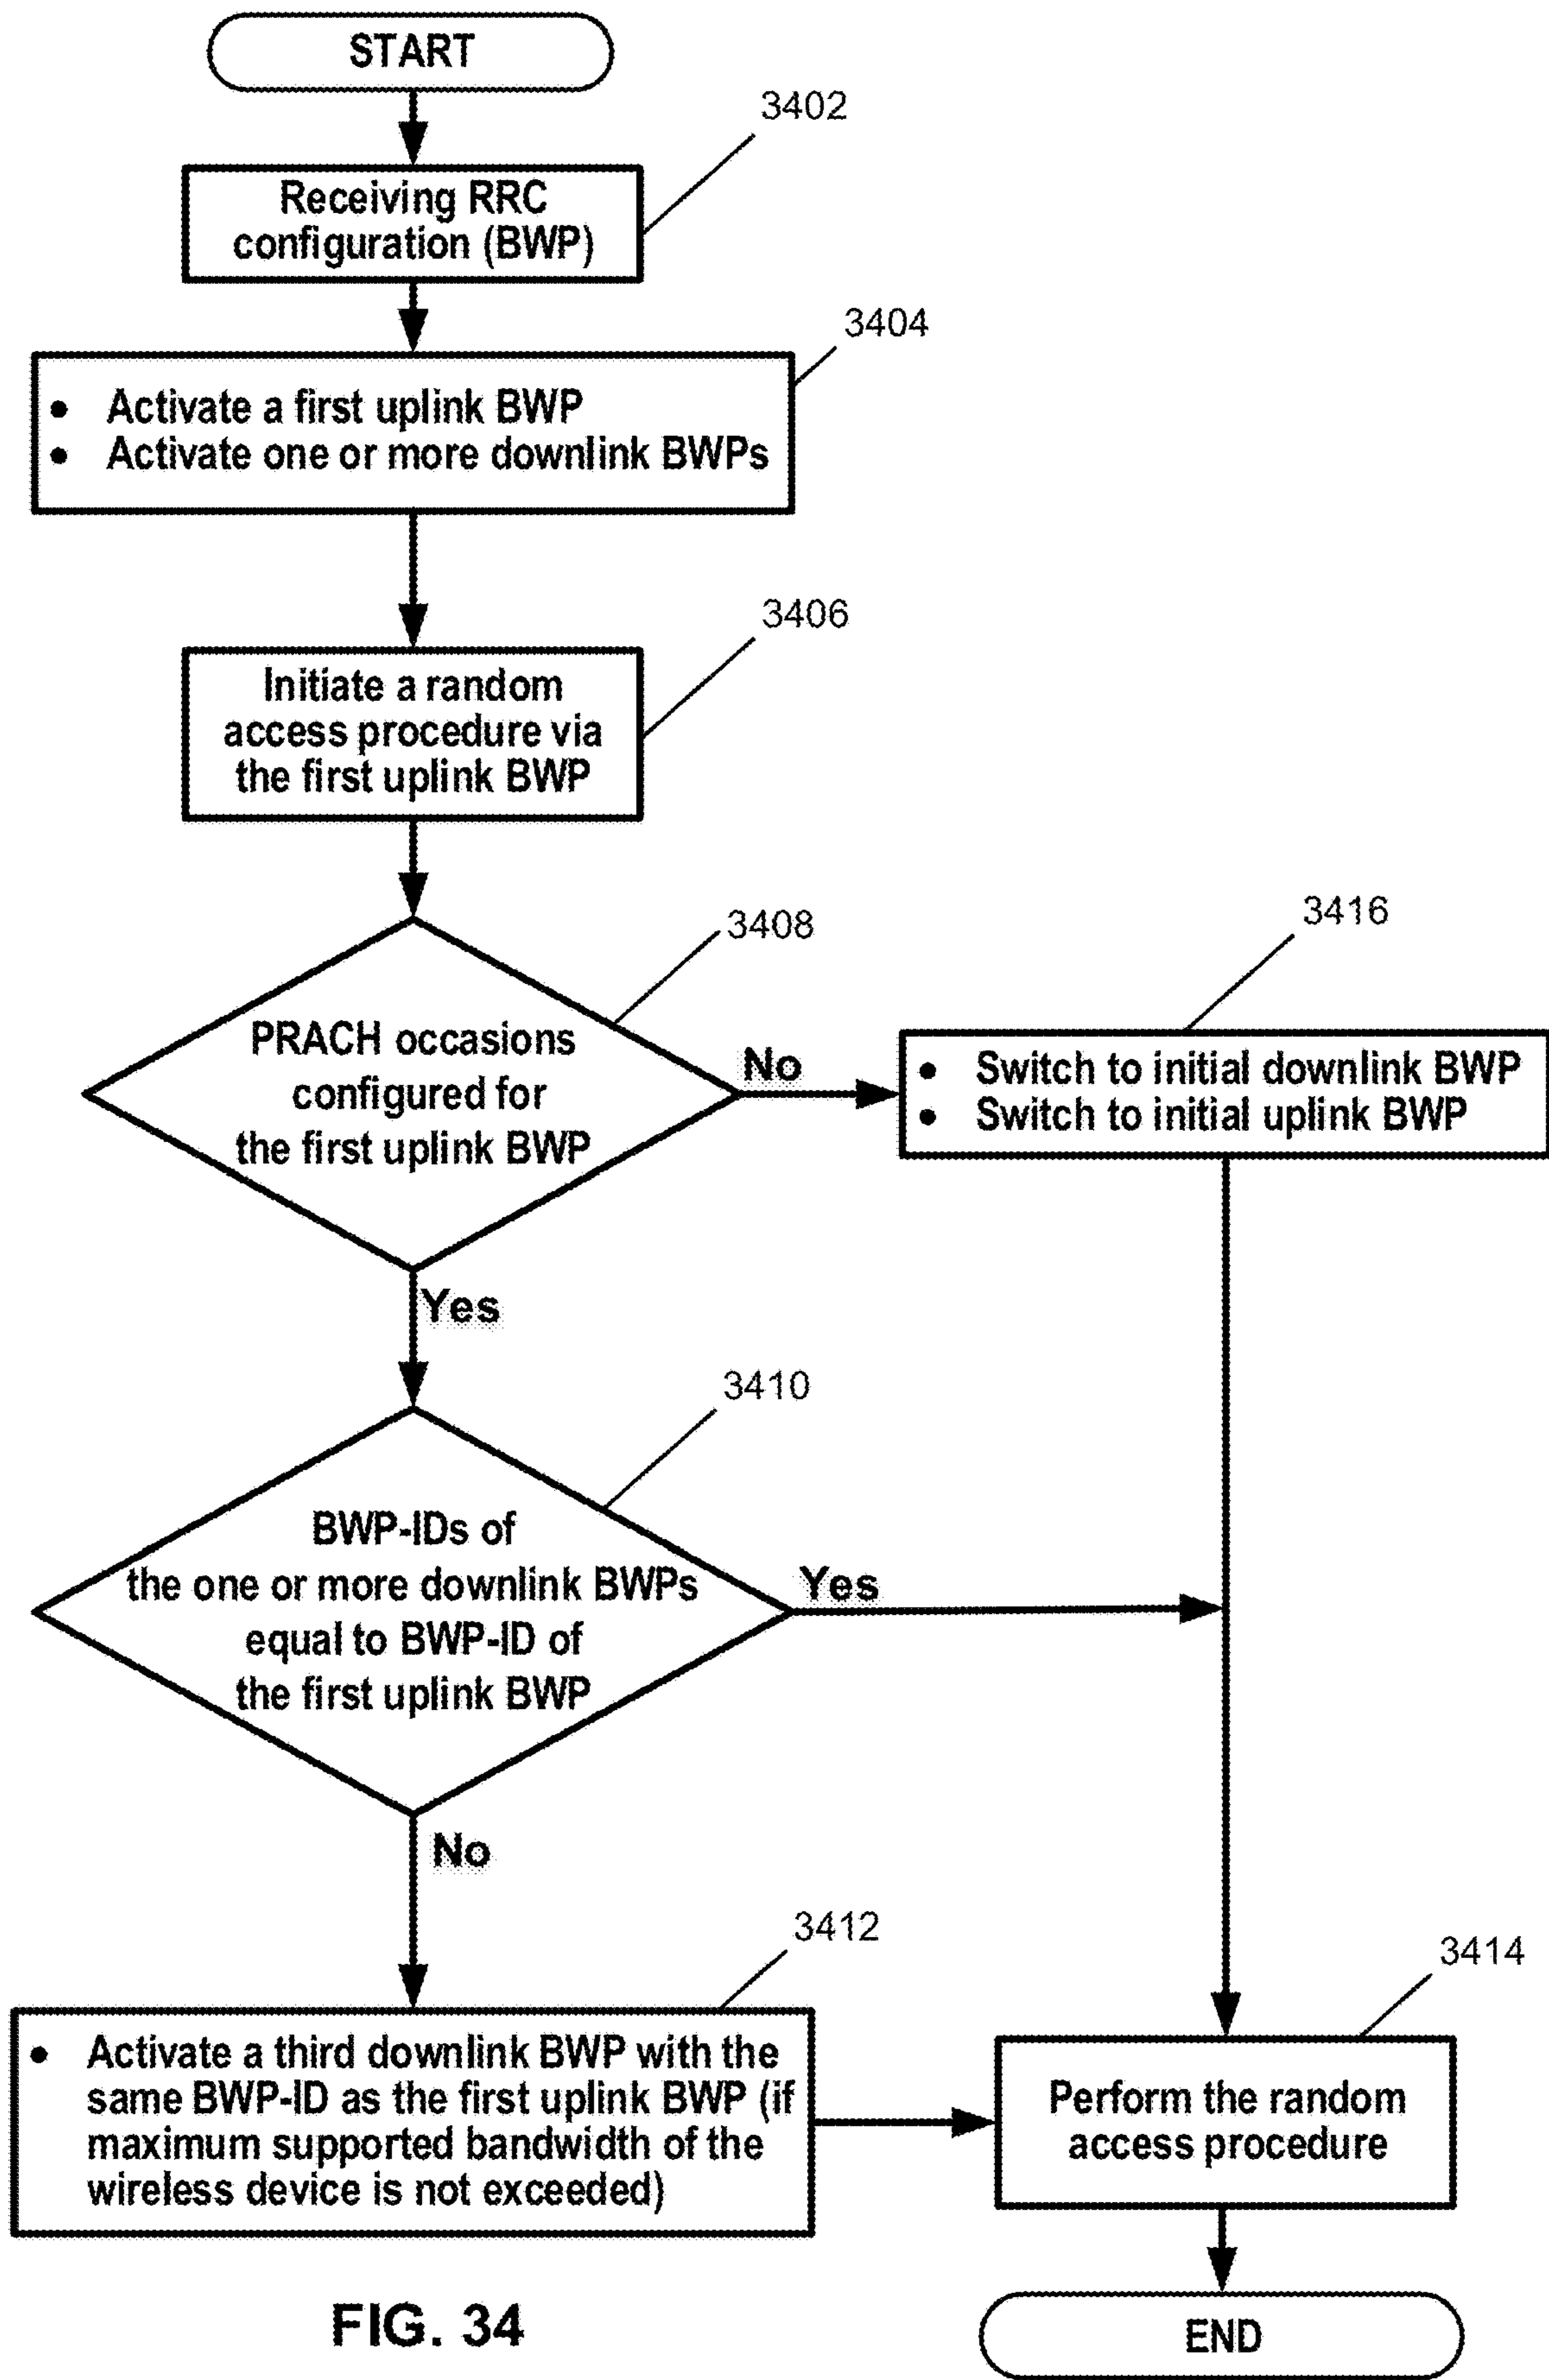 START
3402
Receiving RRC
configuration (BWP)
3404
• Activate a first uplink BWP
• Activate one or more downlink BWPs
3406
Initiate a random
access procedure via
the first uplink BWP
3408
PRACH occasions
configured for
the first uplink BWP
No
3416
• Switch to initial downlink BWP
• Switch to initial uplink BWP
Yes
3410
BWP-IDs of
the one or more downlink BWPs
equal to BWP-ID of
the first uplink BWP
Yes
No
3412
• Activate a third downlink BWP with the
same BWP-ID as the first uplink BWP (if
maximum supported bandwidth of the
wireless device is not exceeded)
3414
Perform the random
access procedure
END
FIG. 34